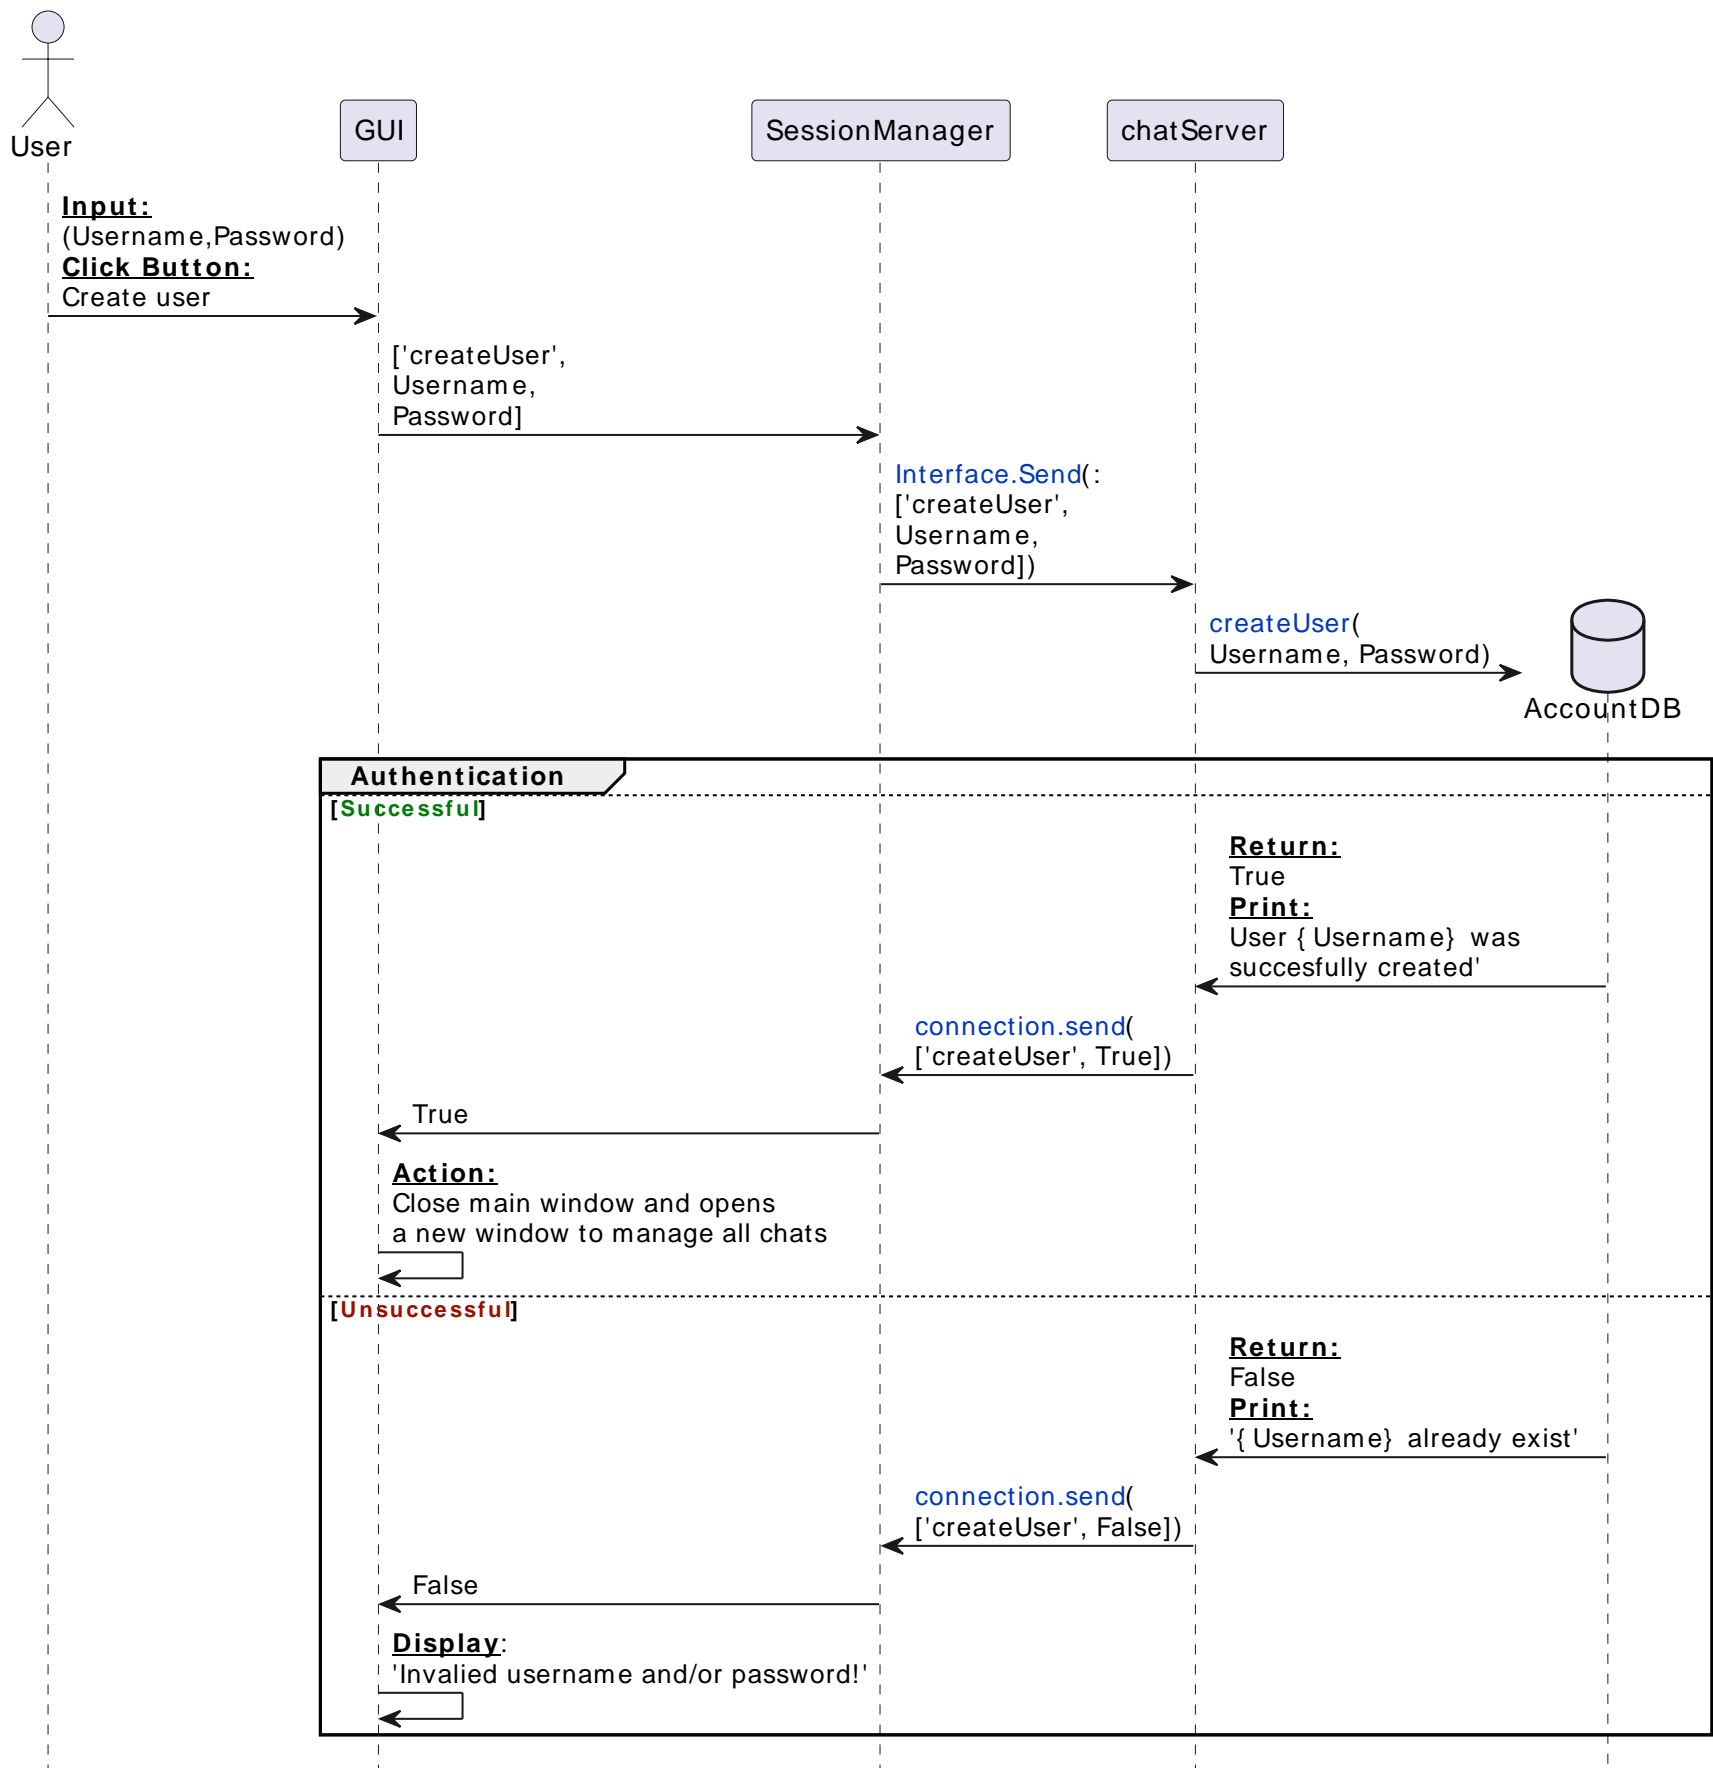 User
GUI
SessionManager
chatServer
Input:
(Username,Password)
Click Button:
Create user
['createUser',
Username,
Password]
Interface.Send(:
['createUser',
Username,
Password])
createUser(
Username, Password)
AccountDB
Authentication
[Successful]
Return:
True
Print:
User {Username} was
succesfully created'
connection.send(
['createUser', True])
True
Action:
Close main window and opens
a new window to manage all chats
[Unsuccessful]
Return:
False
Print:
'{Username} already exist'
connection.send(
['createUser', False])
False
Display:
'Invalied username and/or password!'